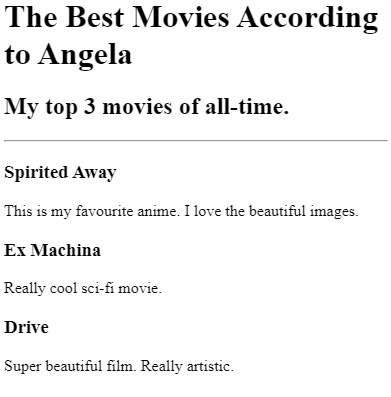 The Best Movies According
to Angela
My top 3 movies of all-time.
Spirited Away
This is my favourite anime. I love the beautiful images.
Ex Machina
Really cool sci-fi movie.
Drive
Super beautiful film. Really artistic.